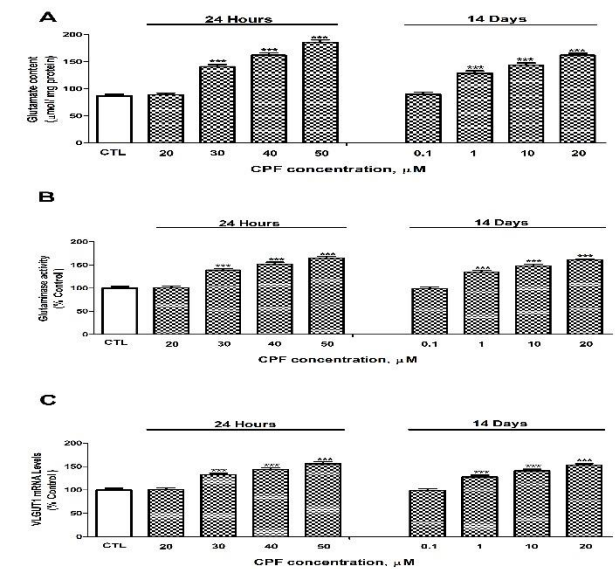 A
24 Hours
14 Days
Glutamate content
(μmol/ mg protein)
200
150
100
50
0
*** *** *** *** *** ***
CTL 20 30 40 50 0.1 1 10 20
CPF concentration, μM
B
24 Hours
14 Days
Glutaminase activity
(% Control)
200
150
100
50
0
*** *** *** *** *** ***
CTL 20 30 40 50 0.1 1 10 20
CPF concentration, μM
C
24 Hours
14 Days
VLGUT1 mRNA Levels
(% Control)
200
150
100
50
0
*** *** *** *** *** ***
CTL 20 30 40 50 0.1 1 10 20
CPF concentration, μM